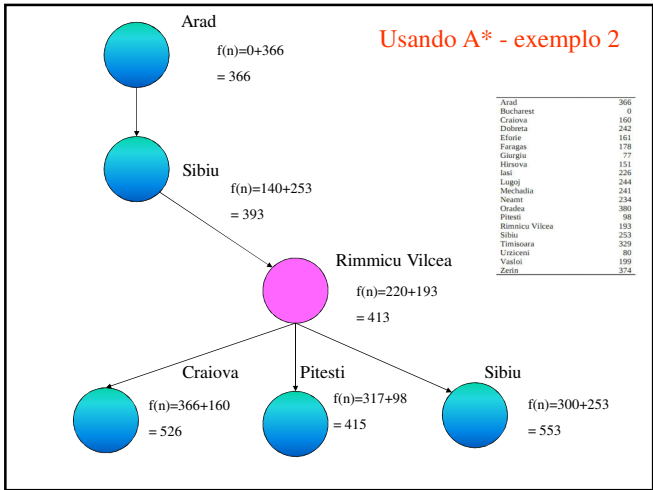 Arad
Usando A* - exemplo 2
f(n)=0+366
= 366
Arad 366
Bucharest 0
Craiova 160
Dobreta 242
Eforie 161
Faragas 178
Giurgiu 77
Hirsova 151
Iasi 226
Lugoj 244
Mechadia 241
Neamt 234
Oradea 380
Pitesti 98
Rimnicu Vilcea 193
Sibiu 253
Timisoara 329
Urziceni 80
Vasloi 199
Zerin 374
Sibiu
f(n)=140+253
= 393
Rimmicu Vilcea
f(n)=220+193
= 413
Craiova
f(n)=366+160
= 526
Pitesti
f(n)=317+98
= 415
Sibiu
f(n)=300+253
= 553